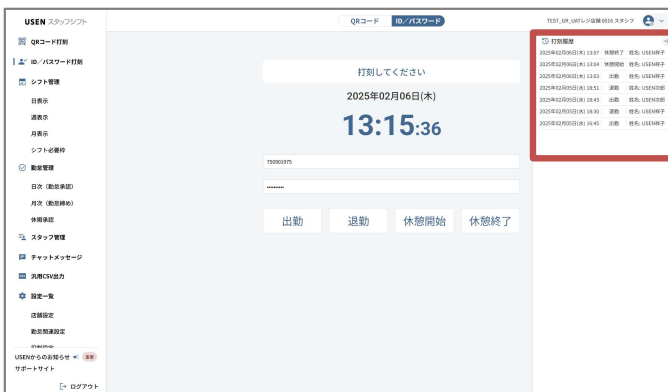 USEN スタッフシフト
QRコード
ID／パスワード
TEST_GR_UATレジ店舗 0016 スタシフ
QRコード打刻
ID／パスワード打刻
シフト管理
日表示
週表示
月表示
シフト必要枠
勤怠管理
日次（勤怠承認）
月次（勤怠締め）
休暇承認
スタッフ管理
チャットメッセージ
汎用CSV出力
設定一覧
店舗設定
勤怠関連設定
USENからのお知らせ 重要
サポートサイト
ログアウト
打刻してください
2025年02月06日(木)
13:15:36
TS0901975
••••••••••
出勤
退勤
休憩開始
休憩終了
打刻履歴
2025年02月06日(木) 13:07 休憩終了 姓名: USEN祥子
2025年02月06日(木) 13:04 休憩開始 姓名: USEN祥子
2025年02月06日(木) 13:03 出勤 姓名: USEN祥子
2025年02月05日(水) 18:51 退勤 姓名: USEN次郎
2025年02月05日(水) 18:43 出勤 姓名: USEN次郎
2025年02月05日(水) 18:30 退勤 姓名: USEN祥子
2025年02月05日(水) 16:45 出勤 姓名: USEN祥子